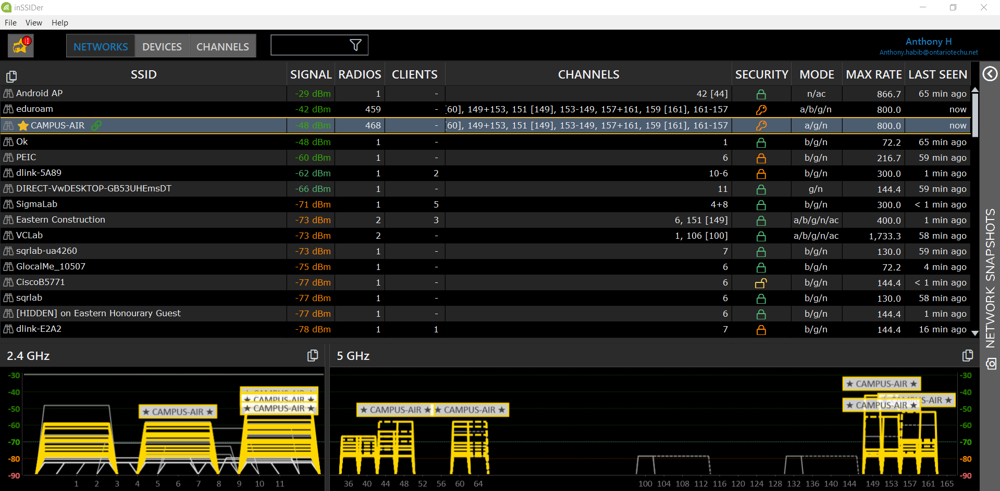 inSSIDer
File View Help
NETWORKS DEVICES CHANNELS
Anthony H
Anthony.habib@ontariotechu.net
SSID SIGNAL RADIOS CLIENTS CHANNELS SECURITY MODE MAX RATE LAST SEEN
Android AP -29 dBm 1 - 42 [44] n/ac 866.7 65 min ago
eduroam -42 dBm 459 - [60], 149+153, 151 [149], 153-149, 157+161, 159 [161], 161-157 a/b/g/n 800.0 now
CAMPUS-AIR -48 dBm 468 - [60], 149+153, 151 [149], 153-149, 157+161, 159 [161], 161-157 a/g/n 800.0 now
Ok -48 dBm 1 - 1 b/g/n 72.2 65 min ago
PEIC -60 dBm 1 - 6 b/g/n 216.7 59 min ago
dlink-5A89 -62 dBm 1 2 10-6 b/g/n 300.0 1 min ago
DIRECT-VwDESKTOP-GB53UHEmsDT -66 dBm 1 - 11 g/n 144.4 59 min ago
SigmaLab -71 dBm 1 5 4+8 b/g/n 300.0 < 1 min ago
Eastern Construction -73 dBm 2 3 6, 151 [149] a/b/g/n/ac 400.0 1 min ago
VCLab -73 dBm 2 - 1, 106 [100] a/b/g/n/ac 1,733.3 58 min ago
sqrlab-ua4260 -73 dBm 1 - 7 b/g/n 130.0 59 min ago
GlocalMe_10507 -75 dBm 1 - 6 b/g/n 72.2 4 min ago
CiscoB5771 -77 dBm 1 - 6 b/g/n 144.4 < 1 min ago
sqrlab -77 dBm 1 - 6 b/g/n 130.0 58 min ago
[HIDDEN] on Eastern Honourary Guest -77 dBm 1 - 6 b/g/n 144.4 1 min ago
dlink-E2A2 -78 dBm 1 1 7 b/g/n 144.4 16 min ago
NETWORK SNAPSHOTS
2.4 GHz
-30
-40
-50
-60
-70
-80
-90
★ CAMPUS-AIR ★
★ CAMPUS-AIR ★
★ CAMPUS-AIR ★
★ CAMPUS-AIR ★
1 2 3 4 5 6 7 8 9 10 11
5 GHz
★ CAMPUS-AIR ★
★ CAMPUS-AIR ★
★ CAMPUS-AIR ★
★ CAMPUS-AIR ★
S-AIR ★
-30
-40
-50
-60
-70
-80
-90
36 40 44 48 52 56 60 64 100 104 108 112 116 120 124 128 132 136 140 144 149 153 157 161 165